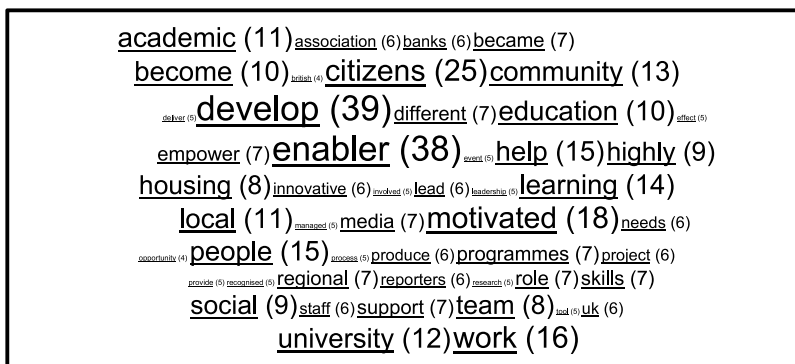 academic (11) association (6) banks (6) became (7)
become (10) british (4) citizens (25) community (13)
deliver (5) develop (39) different (7) education (10) effect (5)
empower (7) enabler (38) event (5) help (15) highly (9)
housing (8) innovative (6) involved (5) lead (6) leadership (5) learning (14)
local (11) managed (5) media (7) motivated (18) needs (6)
opportunity (4) people (15) process (5) produce (6) programmes (7) project (6)
provide (5) recognised (5) regional (7) reporters (6) research (5) role (7) skills (7)
social (9) staff (6) support (7) team (8) tool (5) uk (6)
university (12) work (16)